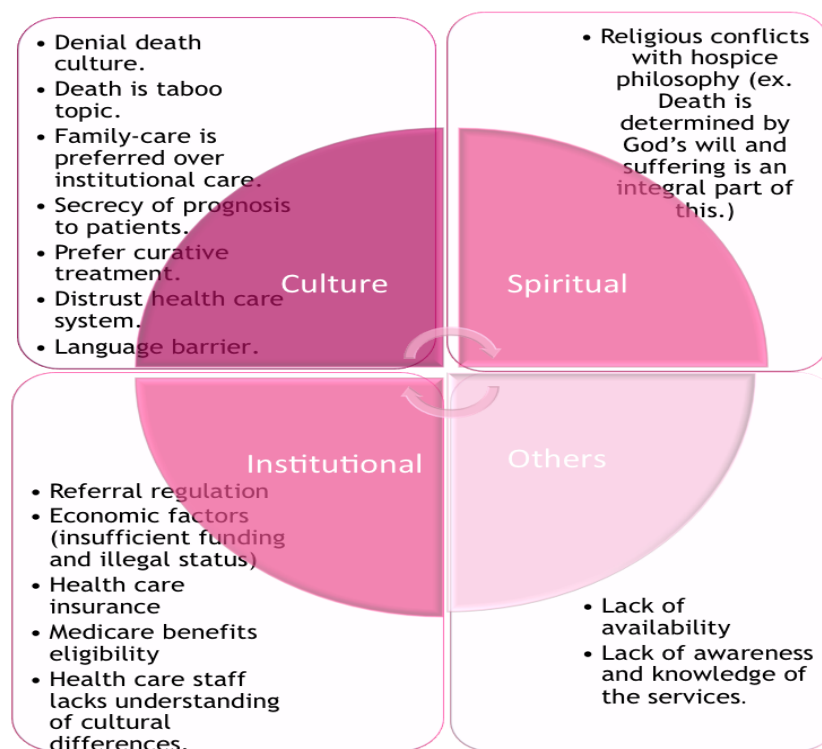 • Denial death
culture.
• Death is taboo
topic.
• Family-care is
preferred over
institutional care.
• Secrecy of prognosis
to patients.
• Prefer curative
treatment.
• Distrust health care
system.
• Language barrier.
Culture
• Religious conflicts
with hospice
philosophy (ex.
Death is
determined by
God’s will and
suffering is an
integral part of
this.)
Spiritual
Institutional
• Referral regulation
• Economic factors
(insufficient funding
and illegal status)
• Health care
insurance
• Medicare benefits
eligibility
• Health care staff
lacks understanding
of cultural
differences.
Others
• Lack of
availability
• Lack of awareness
and knowledge of
the services.